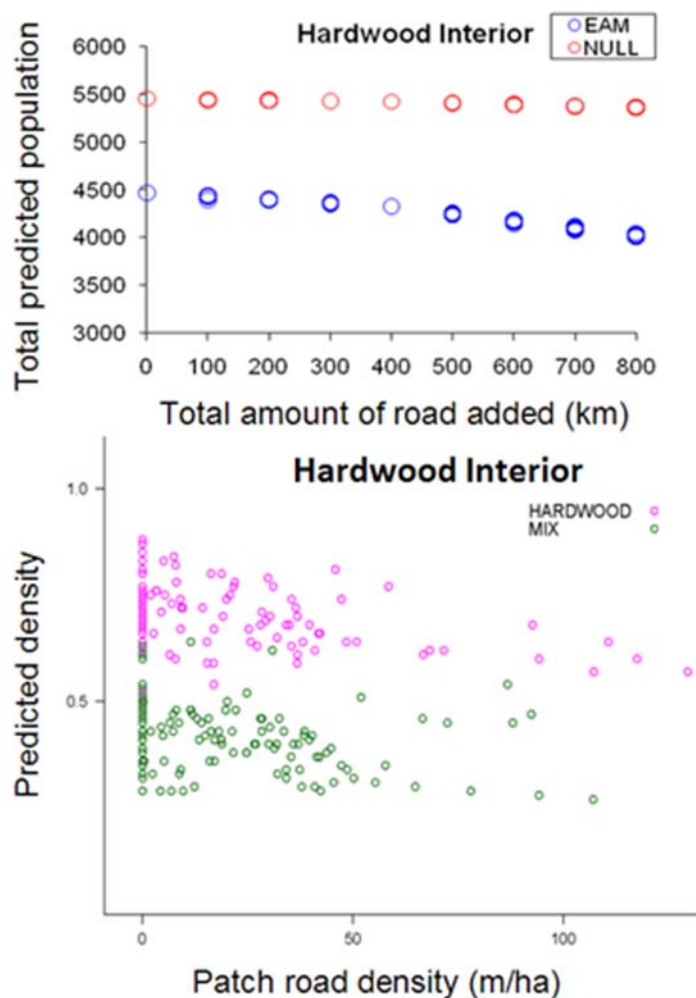 Hardwood Interior
EAM
NULL
6000
5500
5000
4500
4000
3500
3000
Total predicted population
0 100 200 300 400 500 600 700 800
Total amount of road added (km)
Hardwood Interior
HARDWOOD
MIX
1.0
0.5
Predicted density
0 50 100
Patch road density (m/ha)